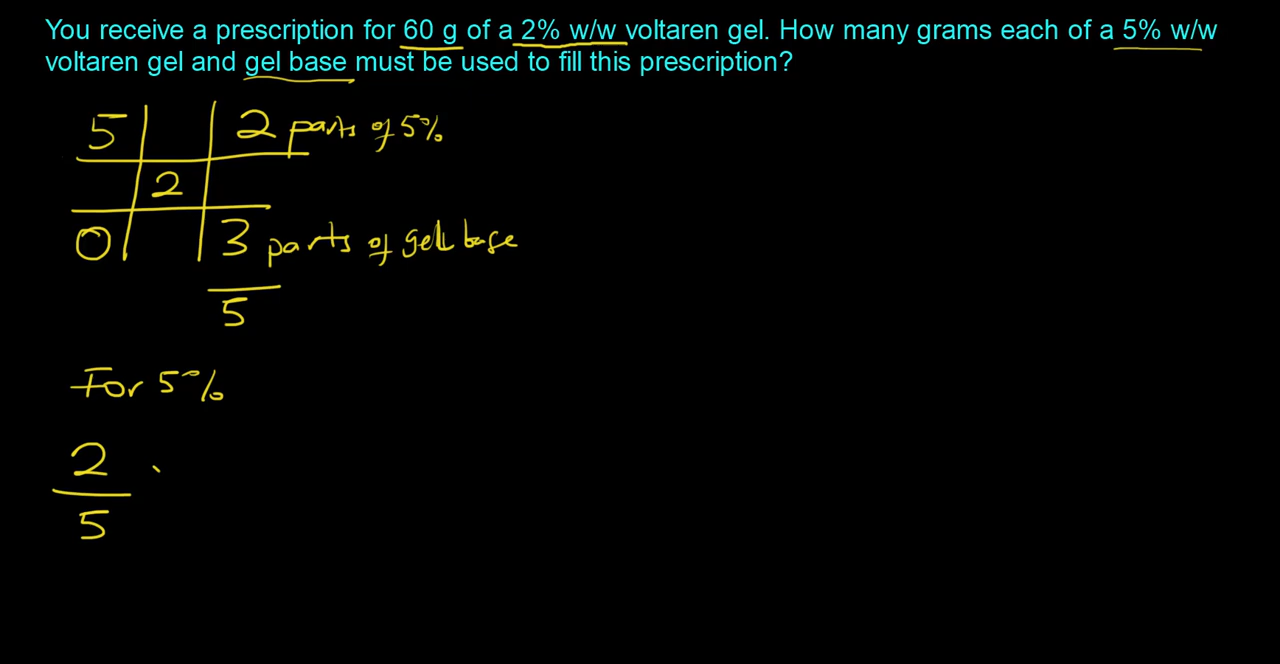 You receive a prescription for 60 g of a 2% w/w voltaren gel. How many grams each of a 5% w/w
voltaren gel and gel base must be used to fill this prescription?
5 2 parts of 5%
2
0 3 parts of gel base
5
For 5%
2
5